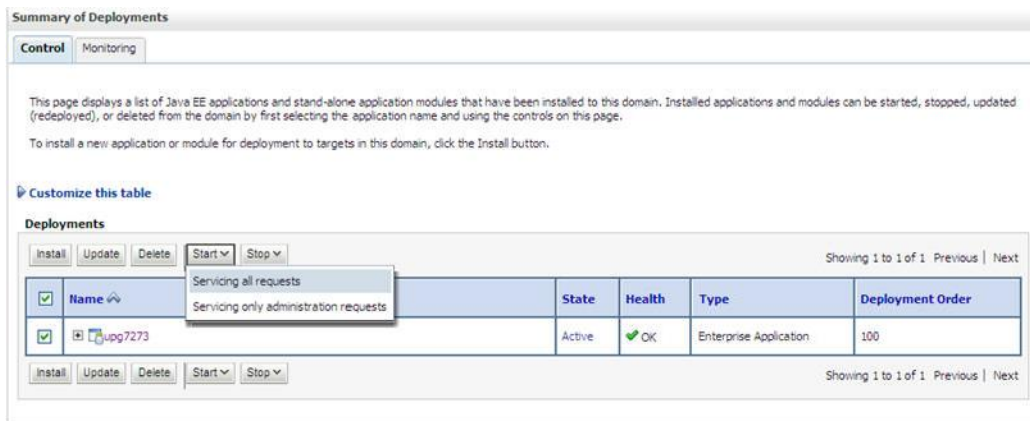 Summary of Deployments
Control Monitoring
This page displays a list of Java EE applications and stand-alone application modules that have been installed to this domain. Installed applications and modules can be started, stopped, updated
(redeployed), or deleted from the domain by first selecting the application name and using the controls on this page.
To install a new application or module for deployment to targets in this domain, click the Install button.
Customize this table
Deployments
Install Update Delete Start Stop Showing 1 to 1 of 1 Previous | Next
Servicing all requests
Servicing only administration requests
Name State Health Type Deployment Order
upg7273 Active OK Enterprise Application 100
Install Update Delete Start Stop Showing 1 to 1 of 1 Previous | Next